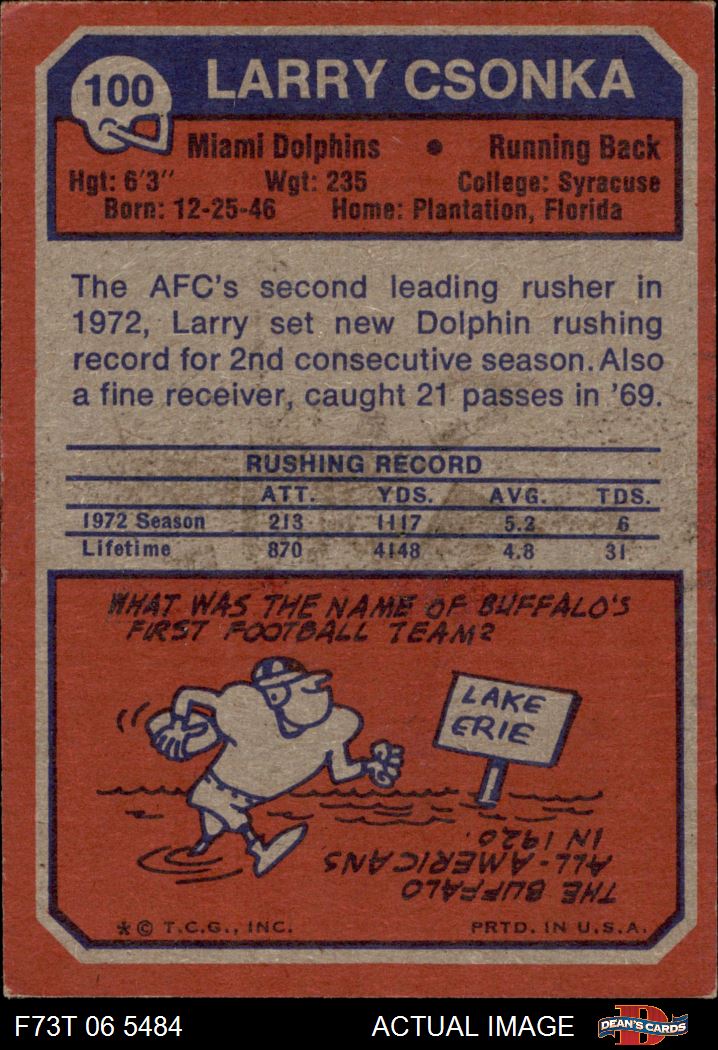 100
LARRY CSONKA
Miami Dolphins • Running Back
Hgt: 6'3" Wgt: 235 College: Syracuse
Born: 12-25-46 Home: Plantation, Florida
The AFC's second leading rusher in
1972, Larry set new Dolphin rushing
record for 2nd consecutive season. Also
a fine receiver, caught 21 passes in '69.
RUSHING RECORD
ATT. YDS. AVG. TDS.
1972 Season 213 1117 5.2 6
Lifetime 870 4148 4.8 31
WHAT WAS THE NAME OF BUFFALO'S
FIRST FOOTBALL TEAM?
LAKE
ERIE
THE BUFFALO
ALL-AMERICANS
IN 1920.
* © T.C.G., INC. PRTD. IN U.S.A.
F73T 06 5484 ACTUAL IMAGE D DEAN'S CARDS